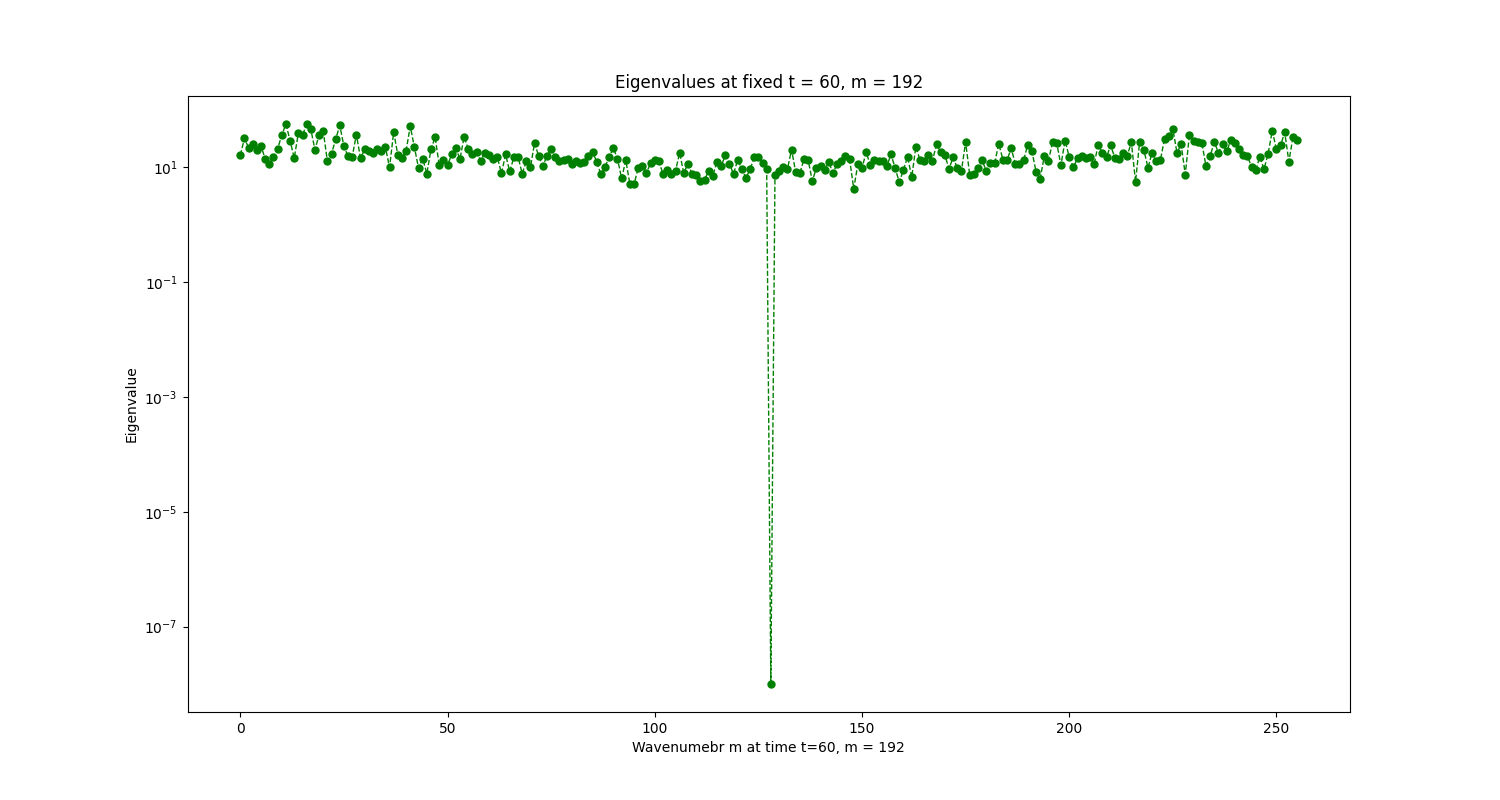 Eigenvalues at fixed t = 60, m = 192
10^1
10^-1
10^-3
10^-5
10^-7
Eigenvalue
0 50 100 150 200 250
Wavenumebr m at time t=60, m = 192